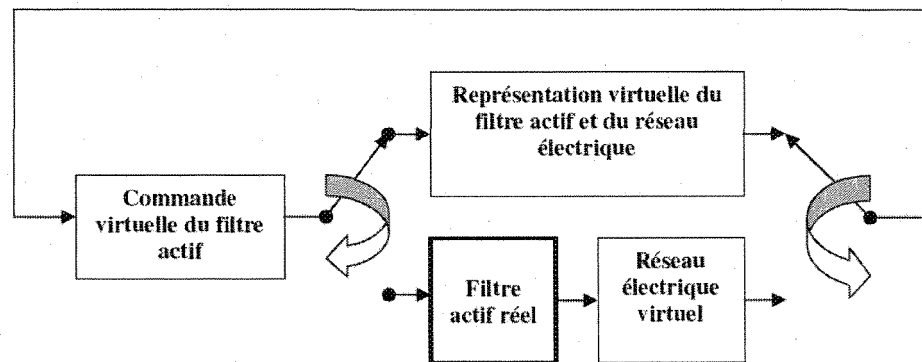 Représentation virtuelle du
filtre actif et du réseau
électrique
Commande
virtuelle du filtre
actif
Filtre
actif réel
Réseau
électrique
virtuel